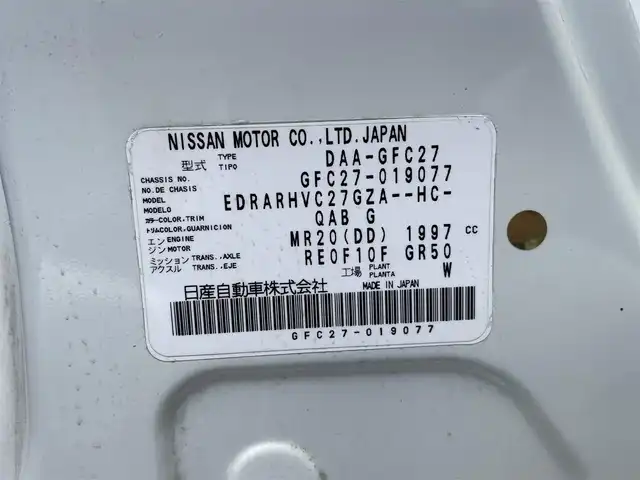 NISSAN MOTOR CO.,LTD.JAPAN
型式 TYPE TIPO DAA-GFC27
CHASSIS NO. NO.DE CHASIS GFC27-019077
MODEL MODELO EDRARHVC27GZA--HC-
カラー COLOR,TRIM トリム COLOR,GUARNICION QAB G
エンジン ENGINE MOTOR MR20(DD) 1997 CC
ミッション アクスル TRANS.,AXLE TRANS.,EJE RE0F10F GR50
工場 PLANT PLANTA W
日産自動車株式会社 MADE IN JAPAN
GFC27-019077